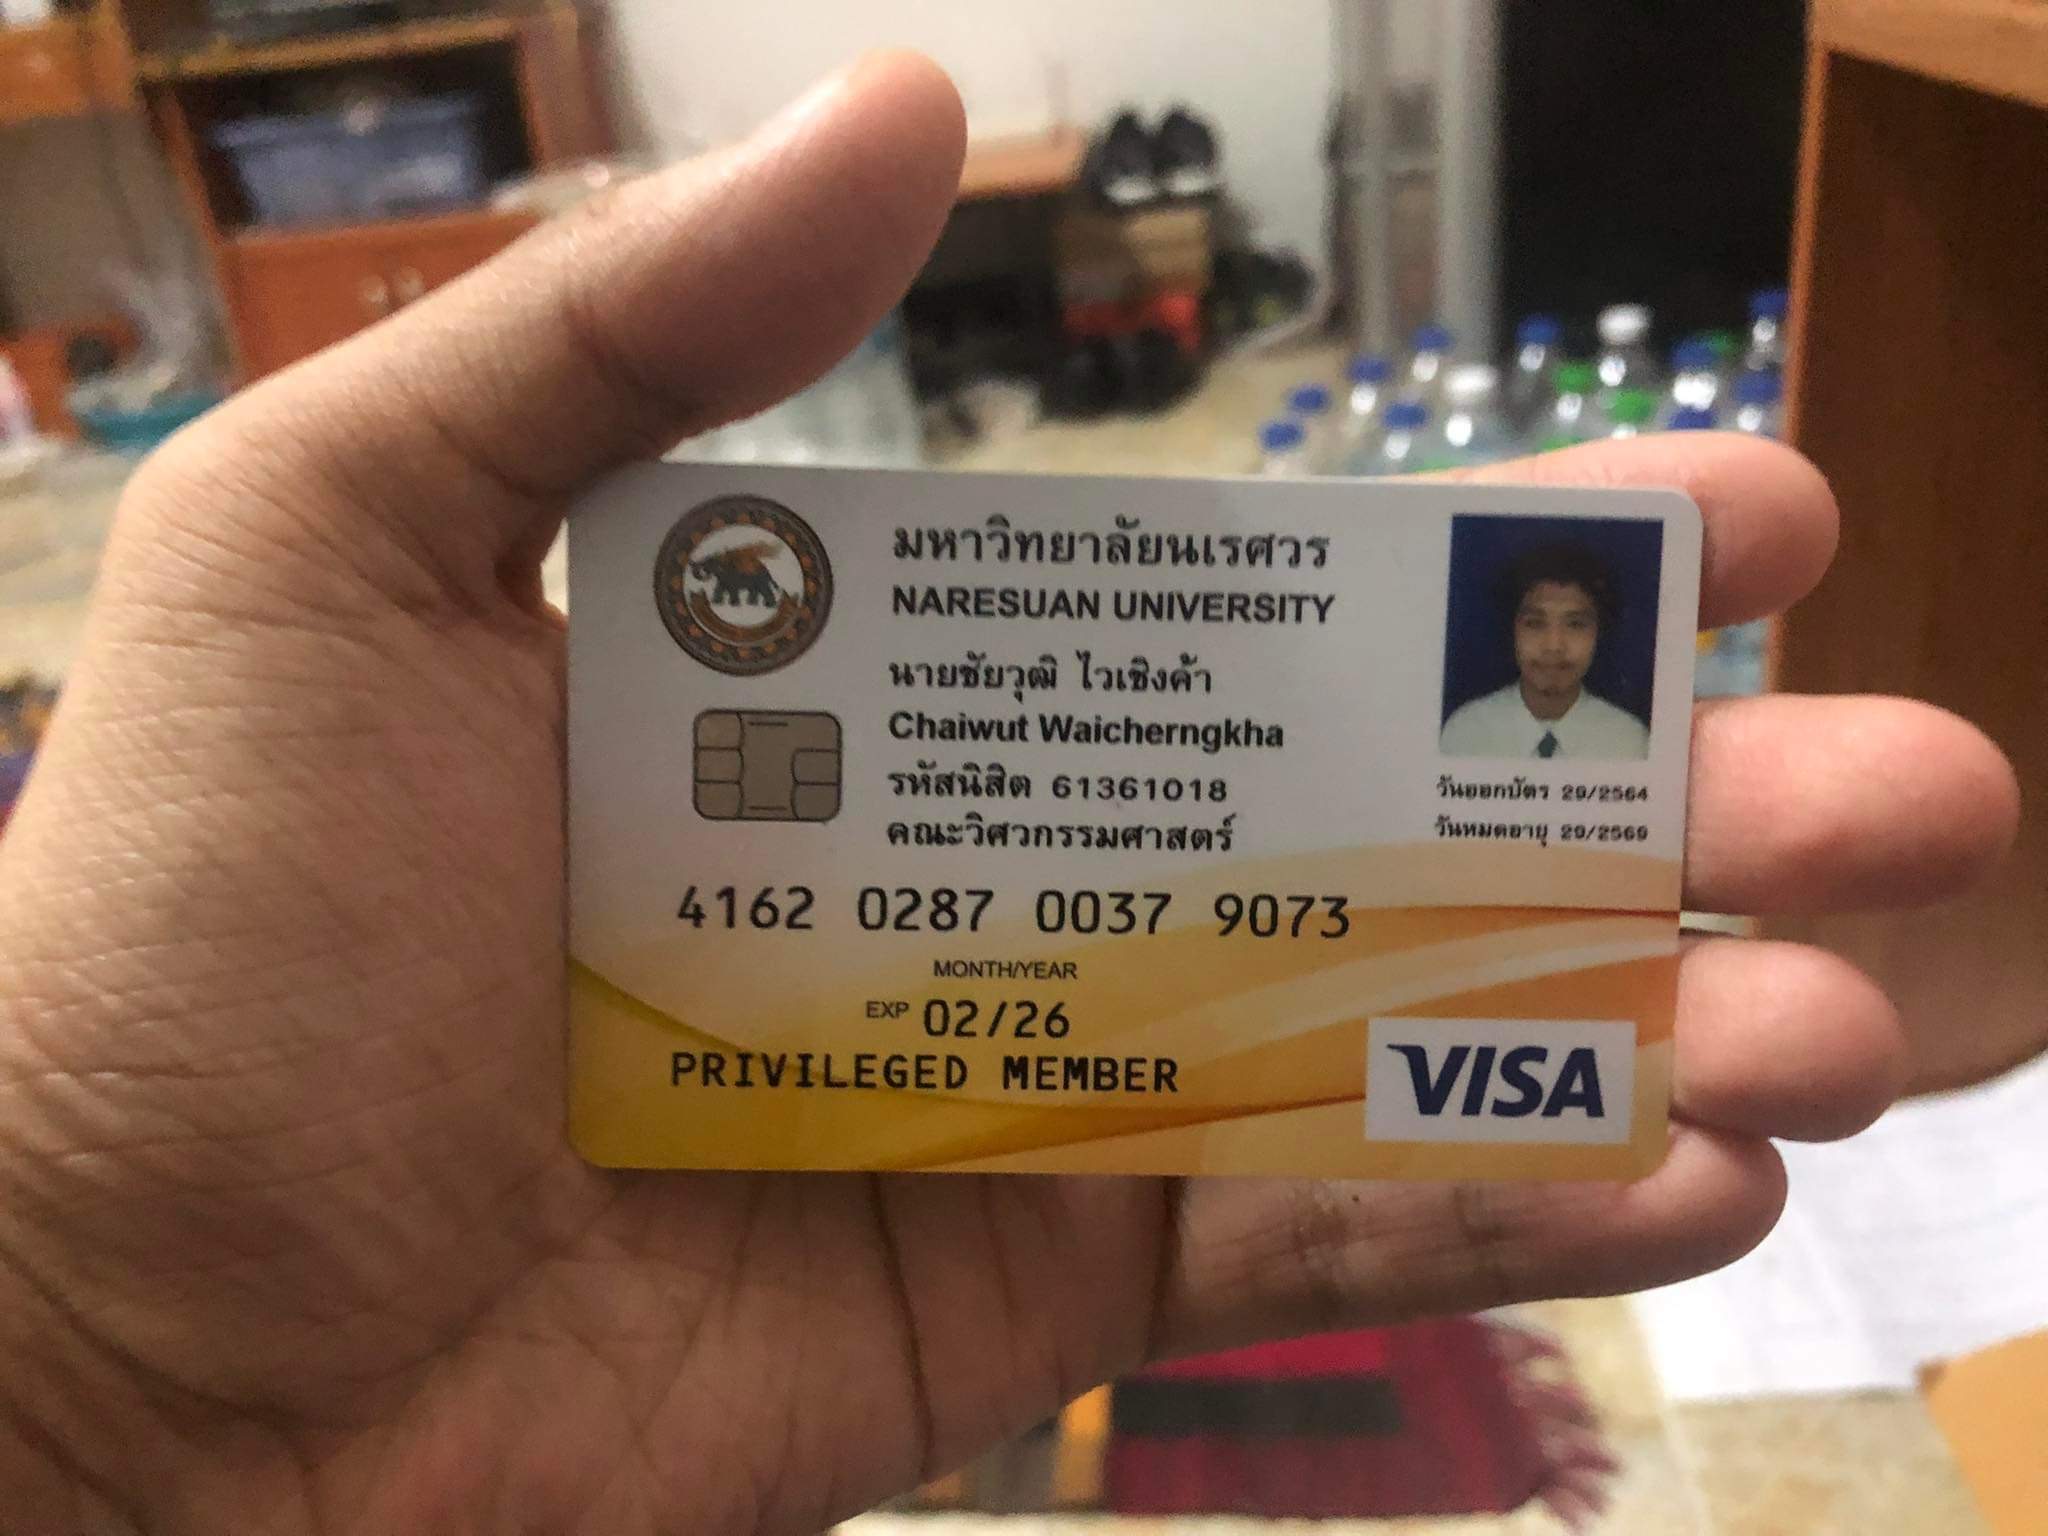 มหาวิทยาลัยนเรศวร
NARESUAN UNIVERSITY
นายชัยวุฒิ ไวเชิงค้า
Chaiwut Waicherngkha
รหัสนิสิต 61361018
คณะวิศวกรรมศาสตร์
วันออกบัตร 29/2564
วันหมดอายุ 29/2569
4162 0287 0037 9073
MONTH/YEAR
EXP 02/26
PRIVILEGED MEMBER
VISA